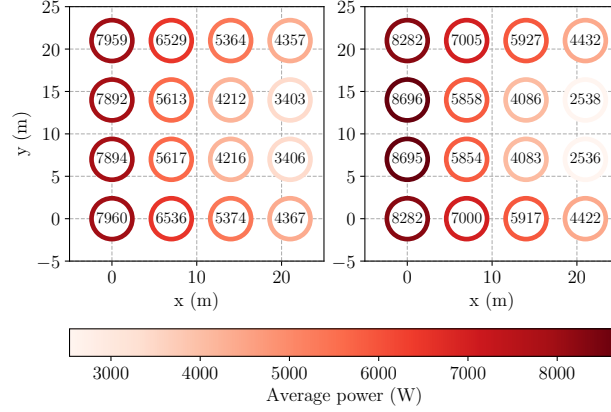 25
20
15
10
5
0
−5
y (m)
7959 6529 5364 4357
7892 5613 4212 3403
7894 5617 4216 3406
7960 6536 5374 4367
0 10 20
x (m)
25
20
15
10
5
0
−5
8282 7005 5927 4432
8696 5858 4086 2538
8695 5854 4083 2536
8282 7000 5917 4422
0 10 20
x (m)
3000 4000 5000 6000 7000 8000
Average power (W)